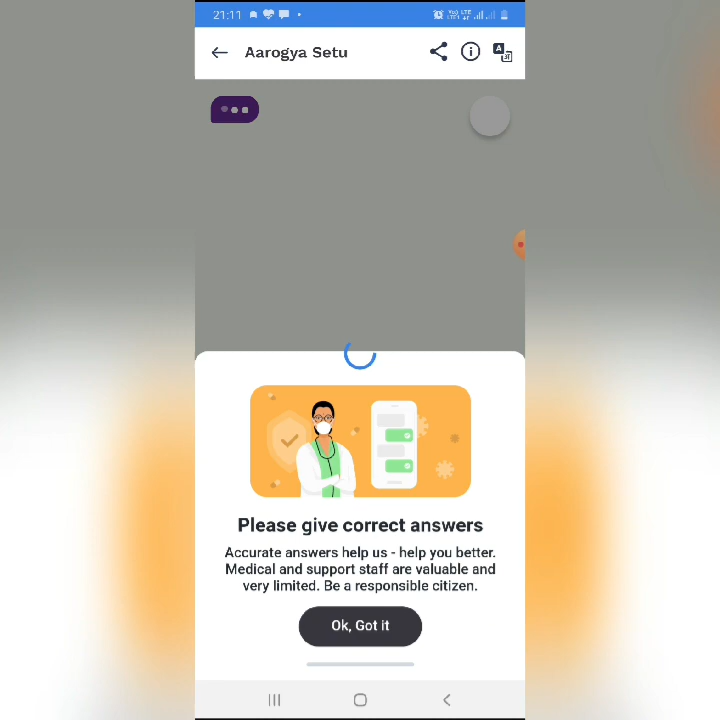 21:11
Aarogya Setu
Please give correct answers
Accurate answers help us - help you better.
Medical and support staff are valuable and
very limited. Be a responsible citizen.
Ok, Got it